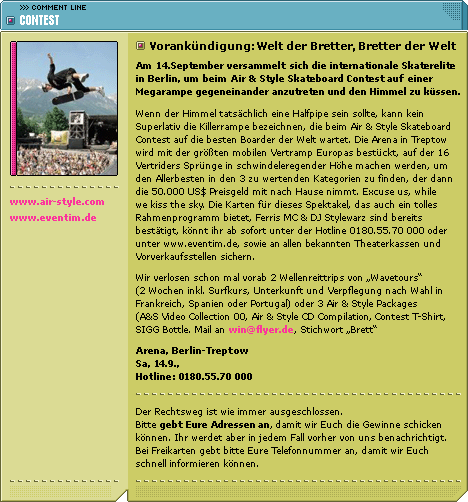 >>> COMMENT LINE
CONTEST
Vorankündigung: Welt der Bretter, Bretter der Welt
Am 14.September versammelt sich die internationale Skaterelite
in Berlin, um beim Air & Style Skateboard Contest auf einer
Megarampe gegeneinander anzutreten und den Himmel zu küssen.
Wenn der Himmel tatsächlich eine Halfpipe sein sollte, kann kein
Superlativ die Killerrampe bezeichnen, die beim Air & Style Skateboard
Contest auf die besten Boarder der Welt wartet. Die Arena in Treptow
wird mit der größten mobilen Vertramp Europas bestückt, auf der 16
Vertriders Sprünge in schwindeleregender Höhe machen werden, um
den Allerbesten in den 3 zu wertenden Kategorien zu finden, der dann
die 50.000 US$ Preisgeld mit nach Hause nimmt. Excuse us, while
we kiss the sky. Die Karten für dieses Spektakel, das auch ein tolles
Rahmenprogramm bietet, Ferris MC & DJ Stylewarz sind bereits
bestätigt, könnt ihr ab sofort unter der Hotline 0180.55.70 000 oder
unter www.eventim.de, sowie an allen bekannten Theaterkassen und
Vorverkaufsstellen sichern.
Wir verlosen schon mal vorab 2 Wellenreittrips von „Wavetours“
(2 Wochen inkl. Surfkurs, Unterkunft und Verpflegung nach Wahl in
Frankreich, Spanien oder Portugal) oder 3 Air & Style Packages
(A&S Video Collection 00, Air & Style CD Compilation, Contest T-Shirt,
SIGG Bottle. Mail an win@flyer.de, Stichwort „Brett“
Arena, Berlin-Treptow
Sa, 14.9.,
Hotline: 0180.55.70 000
Der Rechtsweg ist wie immer ausgeschlossen.
Bitte gebt Eure Adressen an, damit wir Euch die Gewinne schicken
können. Ihr werdet aber in jedem Fall vorher von uns benachrichtigt.
Bei Freikarten gebt bitte Eure Telefonnummer an, damit wir Euch
schnell informieren können.
www.air-style.com
www.eventim.de